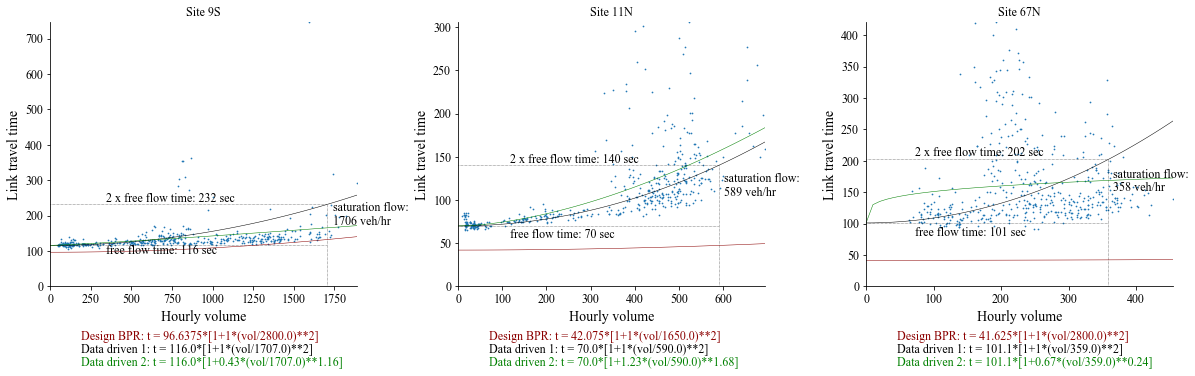 Site 9S
Link travel time
700
600
500
400
300
200
100
0
2 x free flow time: 232 sec
saturation flow:
1706 veh/hr
free flow time: 116 sec
0 250 500 750 1000 1250 1500 1750
Hourly volume
Design BPR: t = 96.6375*[1+1*(vol/2800.0)**2]
Data driven 1: t = 116.0*[1+1*(vol/1707.0)**2]
Data driven 2: t = 116.0*[1+0.43*(vol/1707.0)**1.16]
Site 11N
Link travel time
300
250
200
150
100
50
0
2 x free flow time: 140 sec
saturation flow:
589 veh/hr
free flow time: 70 sec
0 100 200 300 400 500 600
Hourly volume
Design BPR: t = 42.075*[1+1*(vol/1650.0)**2]
Data driven 1: t = 70.0*[1+1*(vol/590.0)**2]
Data driven 2: t = 70.0*[1+1.23*(vol/590.0)**1.68]
Site 67N
Link travel time
400
350
300
250
200
150
100
50
0
2 x free flow time: 202 sec
saturation flow:
358 veh/hr
free flow time: 101 sec
0 100 200 300 400
Hourly volume
Design BPR: t = 41.625*[1+1*(vol/2800.0)**2]
Data driven 1: t = 101.1*[1+1*(vol/359.0)**2]
Data driven 2: t = 101.1*[1+0.67*(vol/359.0)**0.24]